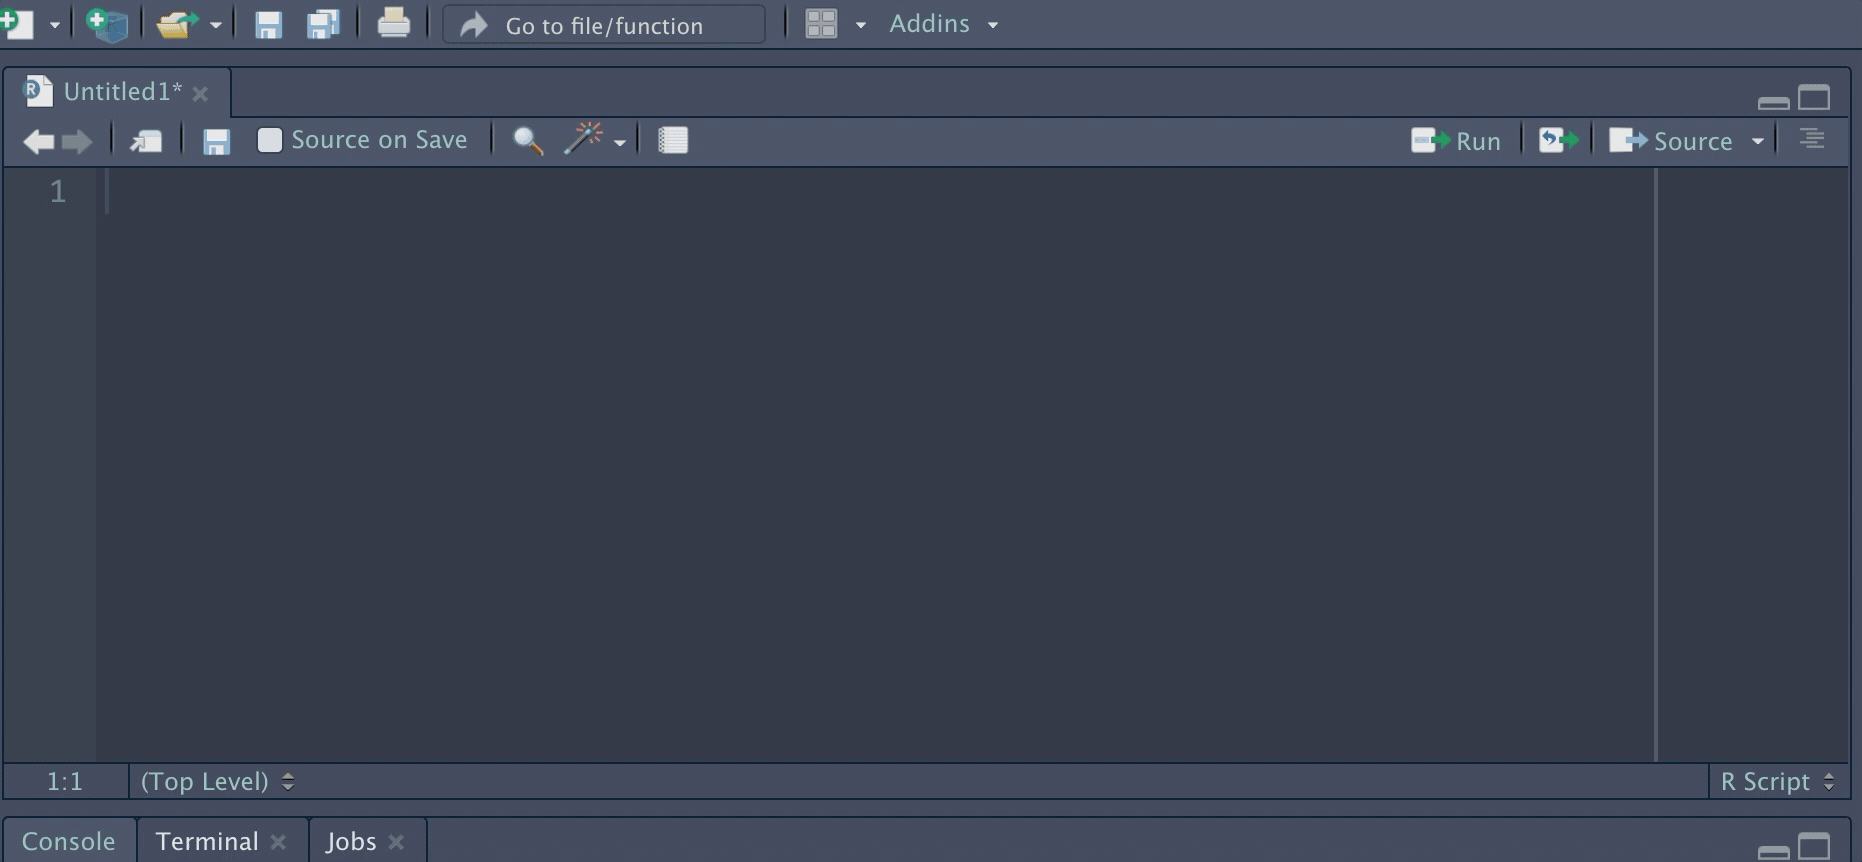 Go to file/function Addins
R Untitled1*
Source on Save Run Source
1
1:1 (Top Level) R Script
Console Terminal Jobs